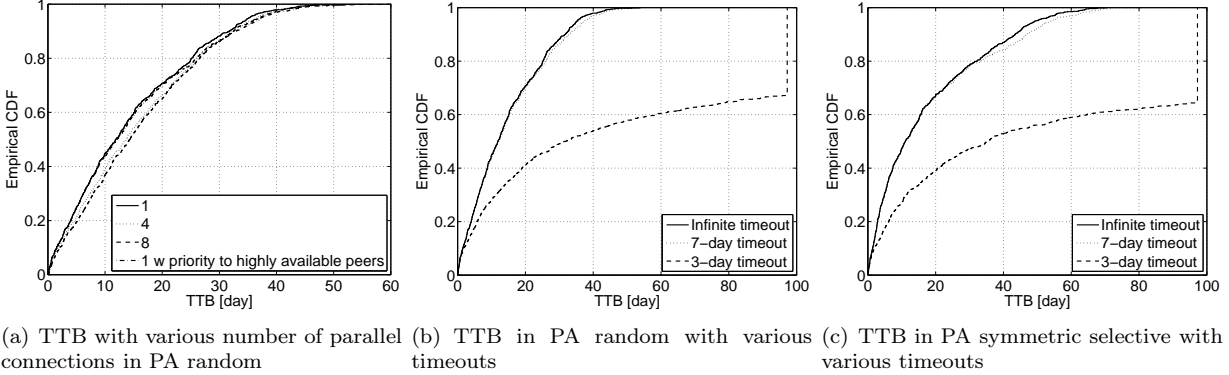 1
0.8
0.6
0.4
0.2
0
Empirical CDF
0 10 20 30 40 50 60
TTB [day]
1
4
8
1 w priority to highly available peers
1
0.8
0.6
0.4
0.2
0
Empirical CDF
0 20 40 60 80 100
TTB [day]
Infinite timeout
7−day timeout
3−day timeout
1
0.8
0.6
0.4
0.2
0
Empirical CDF
0 20 40 60 80 100
TTB [day]
Infinite timeout
7−day timeout
3−day timeout
(a) TTB with various number of parallel
connections in PA random
(b) TTB in PA random with various
timeouts
(c) TTB in PA symmetric selective with
various timeouts